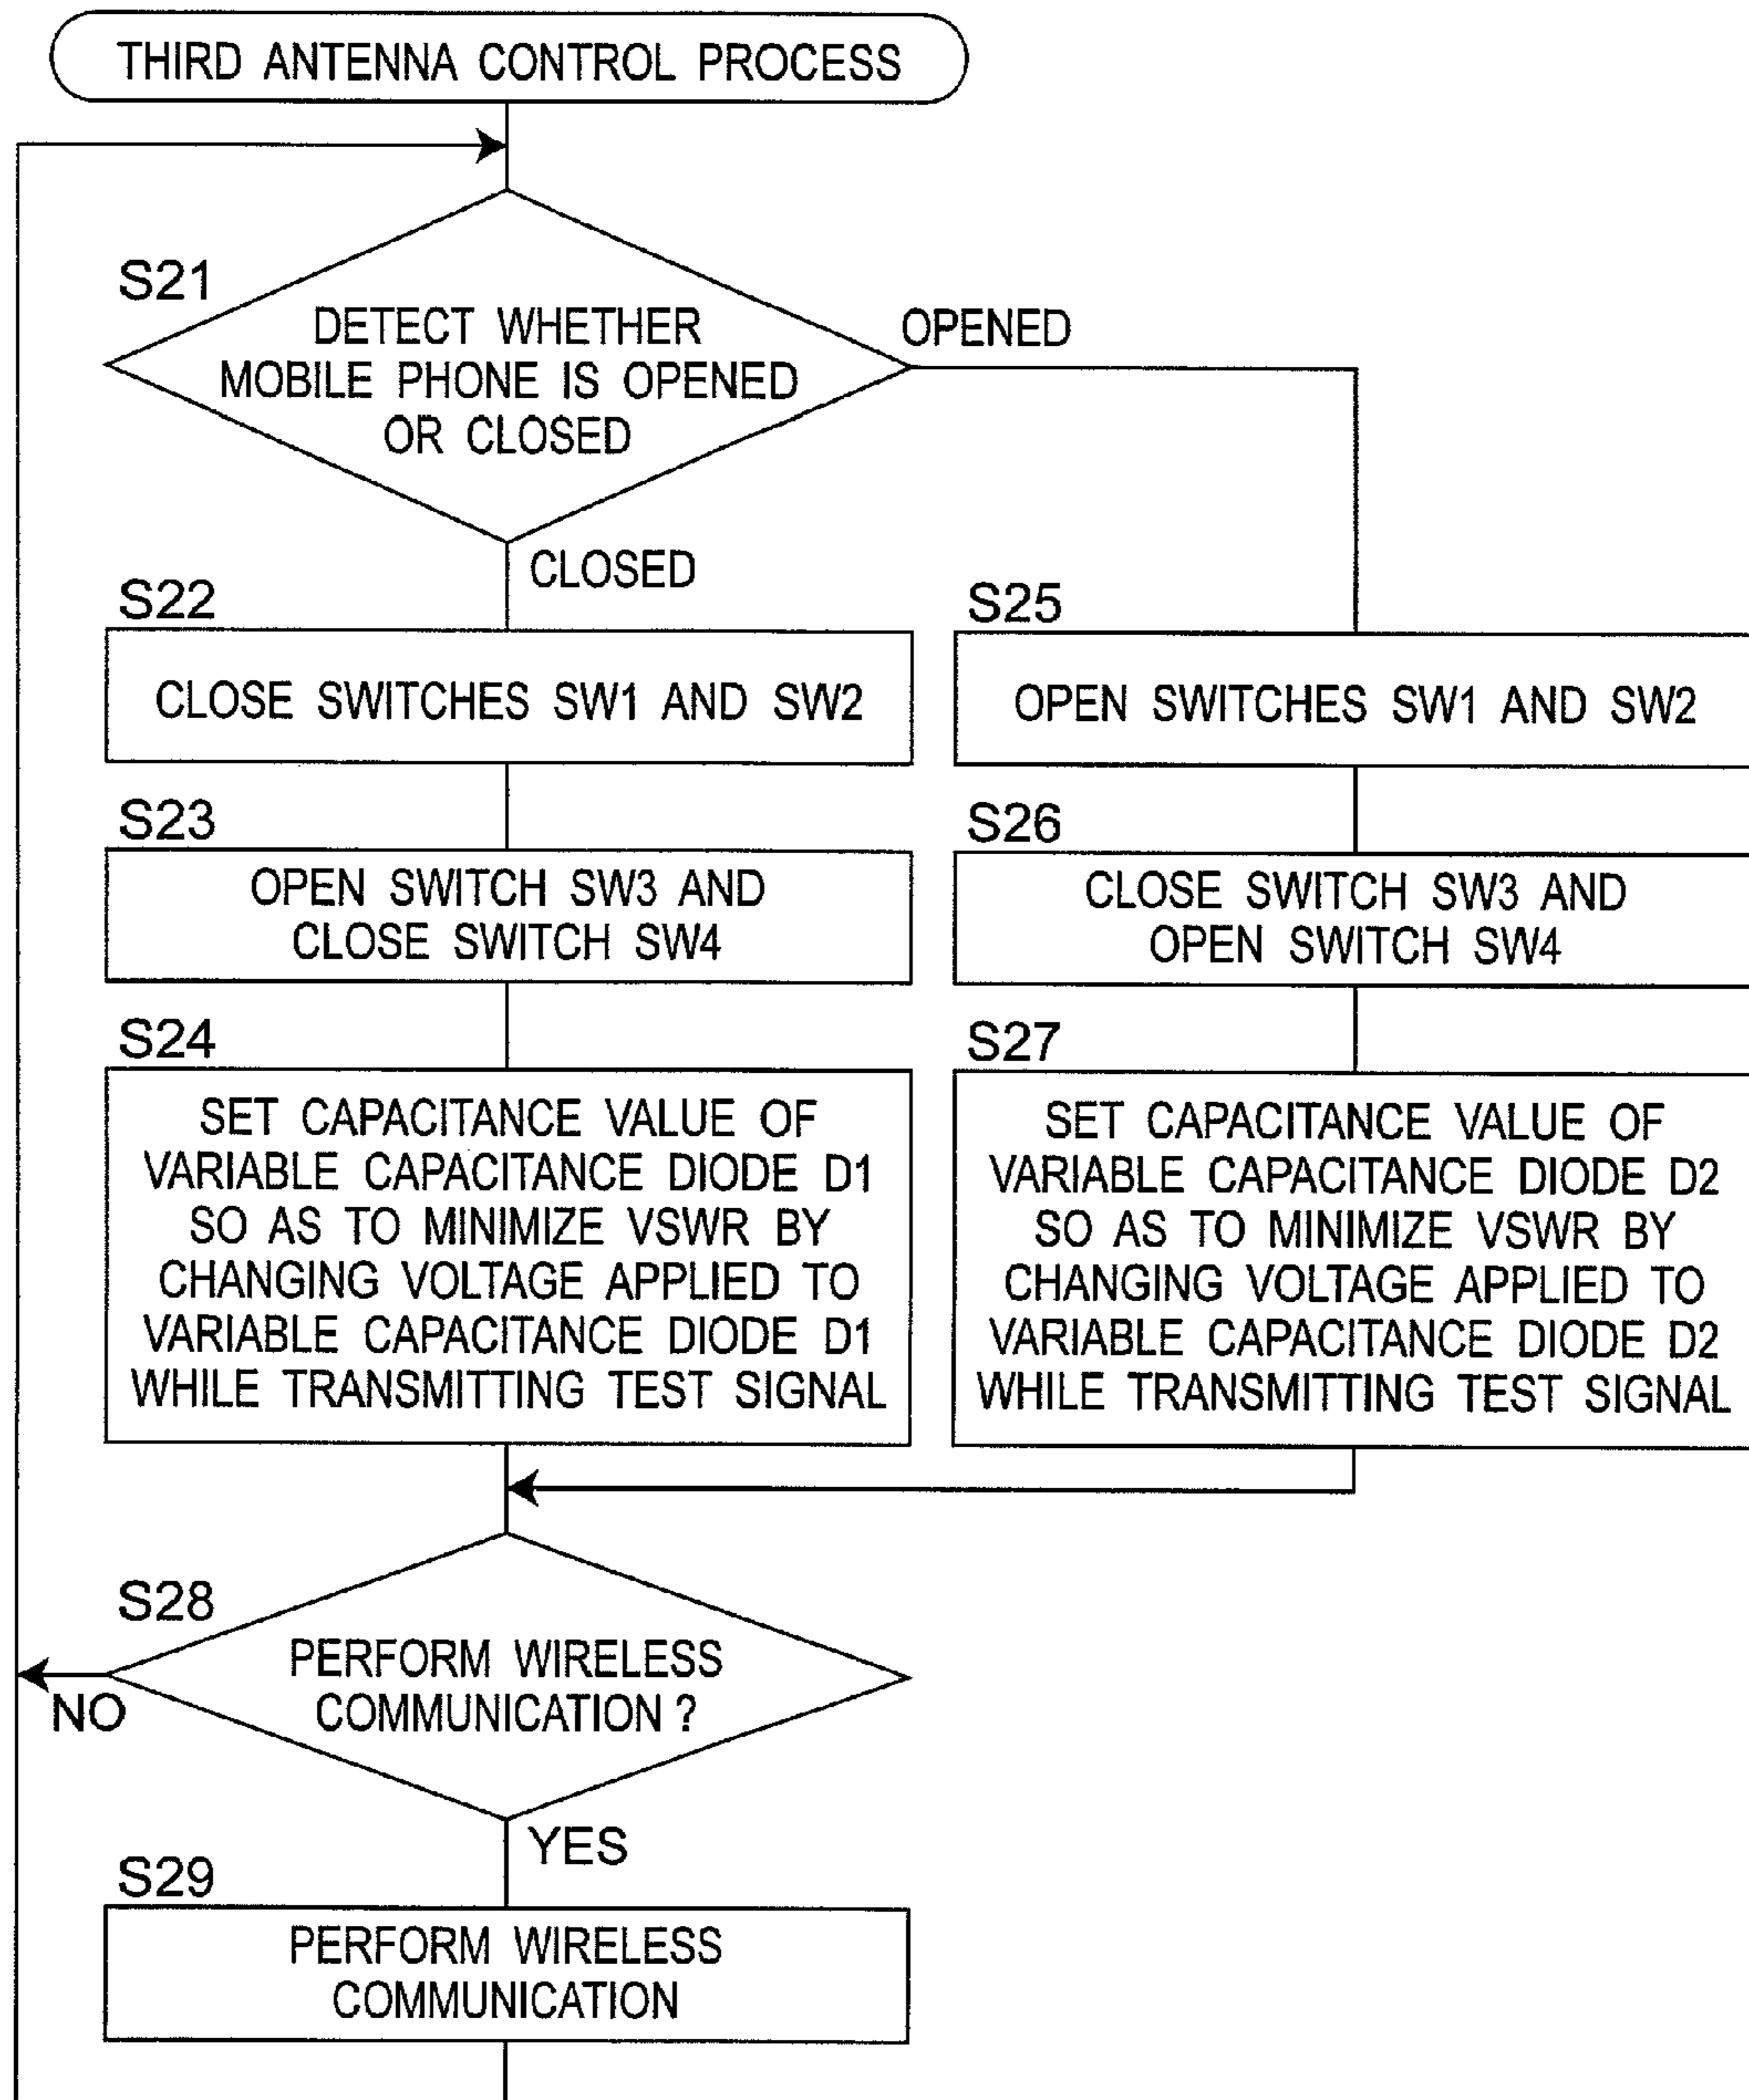 THIRD ANTENNA CONTROL PROCESS
S21
DETECT WHETHER
MOBILE PHONE IS OPENED
OR CLOSED
OPENED
CLOSED
S22
CLOSE SWITCHES SW1 AND SW2
S23
OPEN SWITCH SW3 AND
CLOSE SWITCH SW4
S24
SET CAPACITANCE VALUE OF
VARIABLE CAPACITANCE DIODE D1
SO AS TO MINIMIZE VSWR BY
CHANGING VOLTAGE APPLIED TO
VARIABLE CAPACITANCE DIODE D1
WHILE TRANSMITTING TEST SIGNAL
S25
OPEN SWITCHES SW1 AND SW2
S26
CLOSE SWITCH SW3 AND
OPEN SWITCH SW4
S27
SET CAPACITANCE VALUE OF
VARIABLE CAPACITANCE DIODE D2
SO AS TO MINIMIZE VSWR BY
CHANGING VOLTAGE APPLIED TO
VARIABLE CAPACITANCE DIODE D2
WHILE TRANSMITTING TEST SIGNAL
S28
PERFORM WIRELESS
COMMUNICATION ?
NO
YES
S29
PERFORM WIRELESS
COMMUNICATION